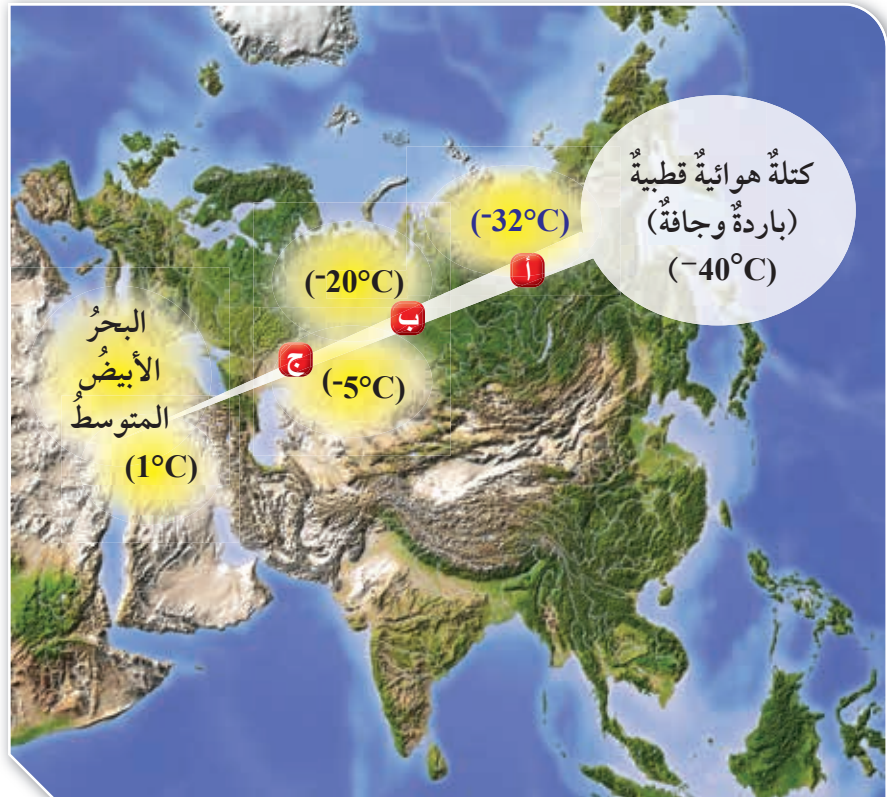 كتلةٌ هوائيةٌ قطبيةٌ
(باردةٌ وجافةٌ)
(−40°C)
(-32°C)
أ
(-20°C)
ب
ج
(-5°C)
البحرُ
الأبيضُ
المتوسطُ
(1°C)